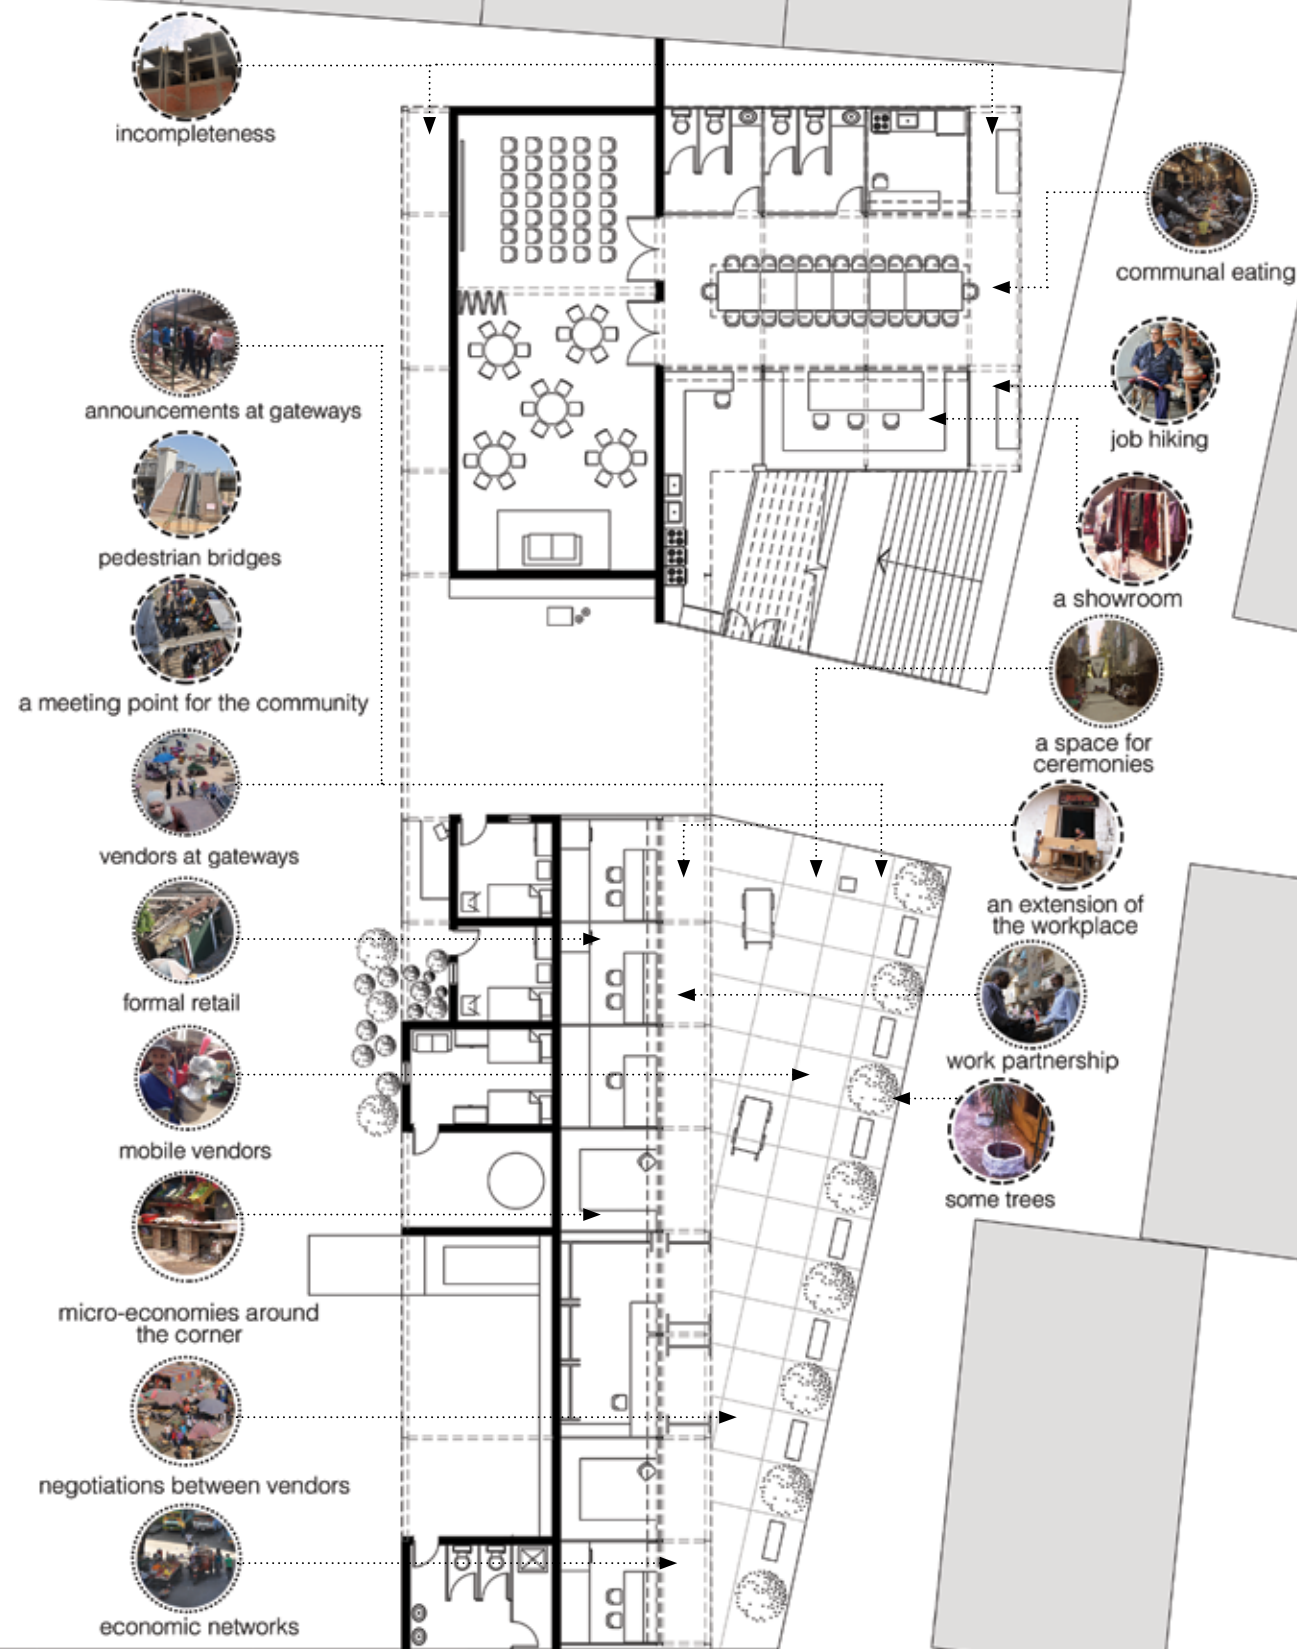 incompleteness
announcements at gateways
pedestrian bridges
a meeting point for the community
vendors at gateways
formal retail
mobile vendors
micro-economies around
the corner
negotiations between vendors
economic networks
communal eating
job hiking
a showroom
a space for
ceremonies
an extension of
the workplace
work partnership
some trees